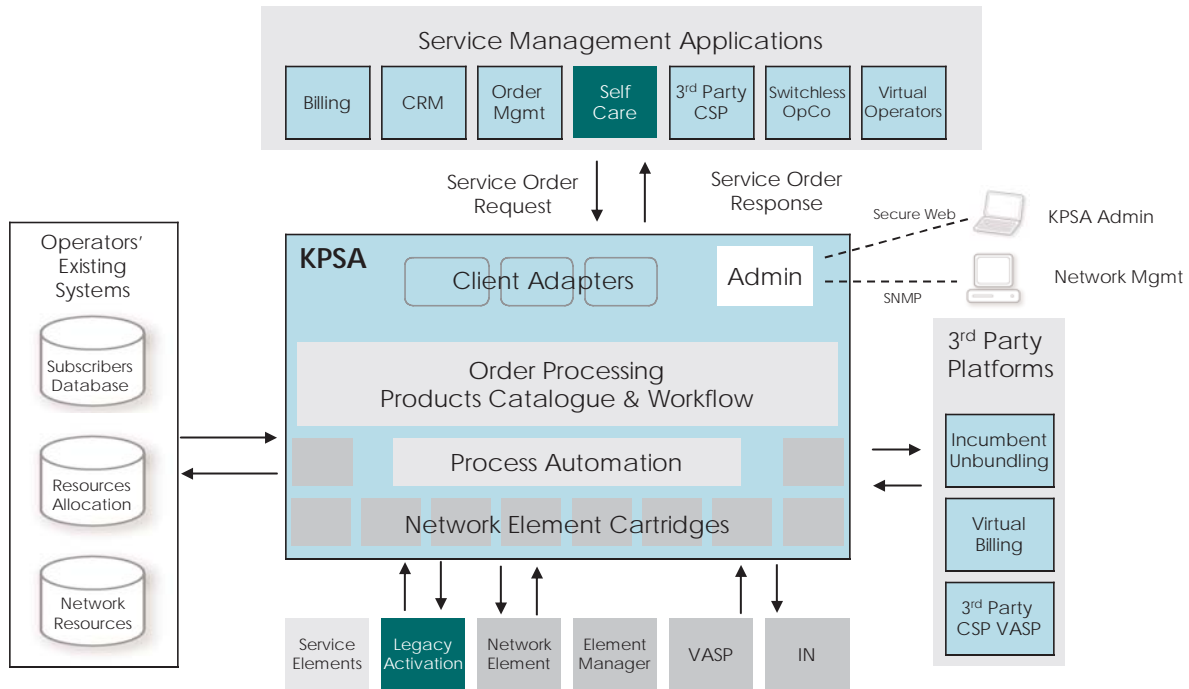 Service Management Applications
Billing
CRM
Order
Mgmt
Self
Care
3rd Party
CSP
Switchless
OpCo
Virtual
Operators
Service Order
Request
Service Order
Response
Secure Web
KPSA Admin
SNMP
Network Mgmt
Operators’
Existing
Systems
Subscribers
Database
Resources
Allocation
Network
Resources
KPSA
Client Adapters
Admin
Order Processing
Products Catalogue & Workflow
Process Automation
Network Element Cartridges
3rd Party
Platforms
Incumbent
Unbundling
Virtual
Billing
3rd Party
CSP VASP
Service
Elements
Legacy
Activation
Network
Element
Element
Manager
VASP
IN